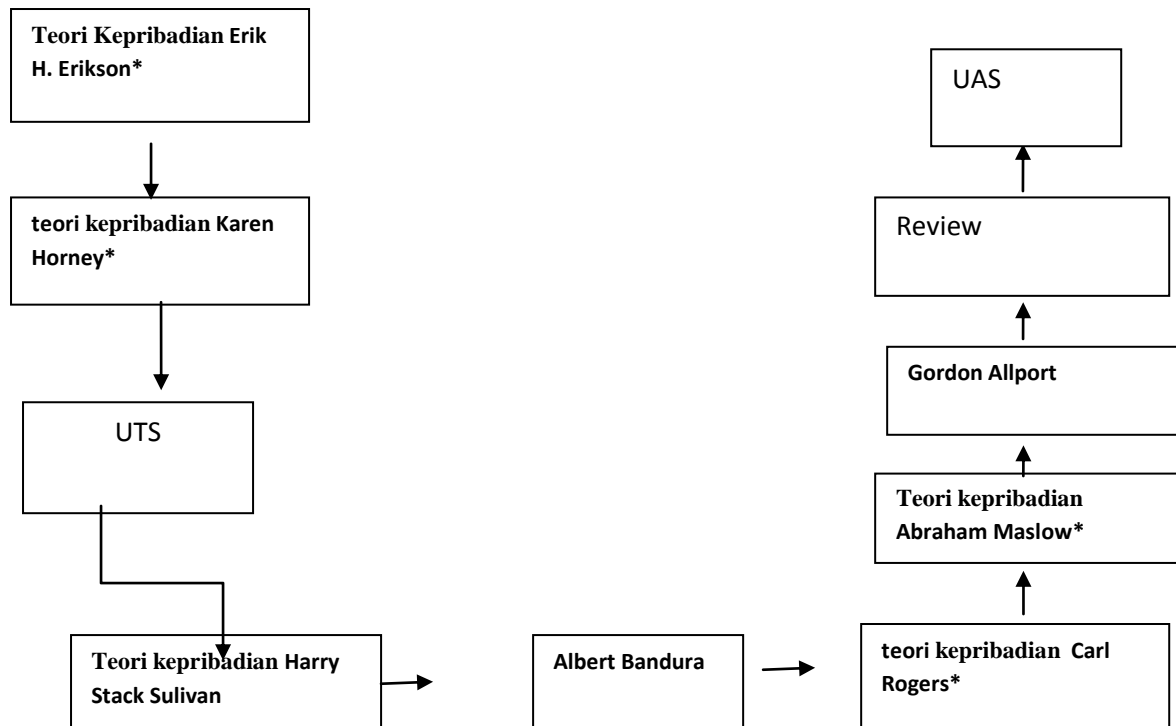 Teori Kepribadian Erik
H. Erikson*
teori kepribadian Karen
Horney*
UTS
Teori kepribadian Harry
Stack Sulivan
Albert Bandura
teori kepribadian Carl
Rogers*
Teori kepribadian
Abraham Maslow*
Gordon Allport
Review
UAS